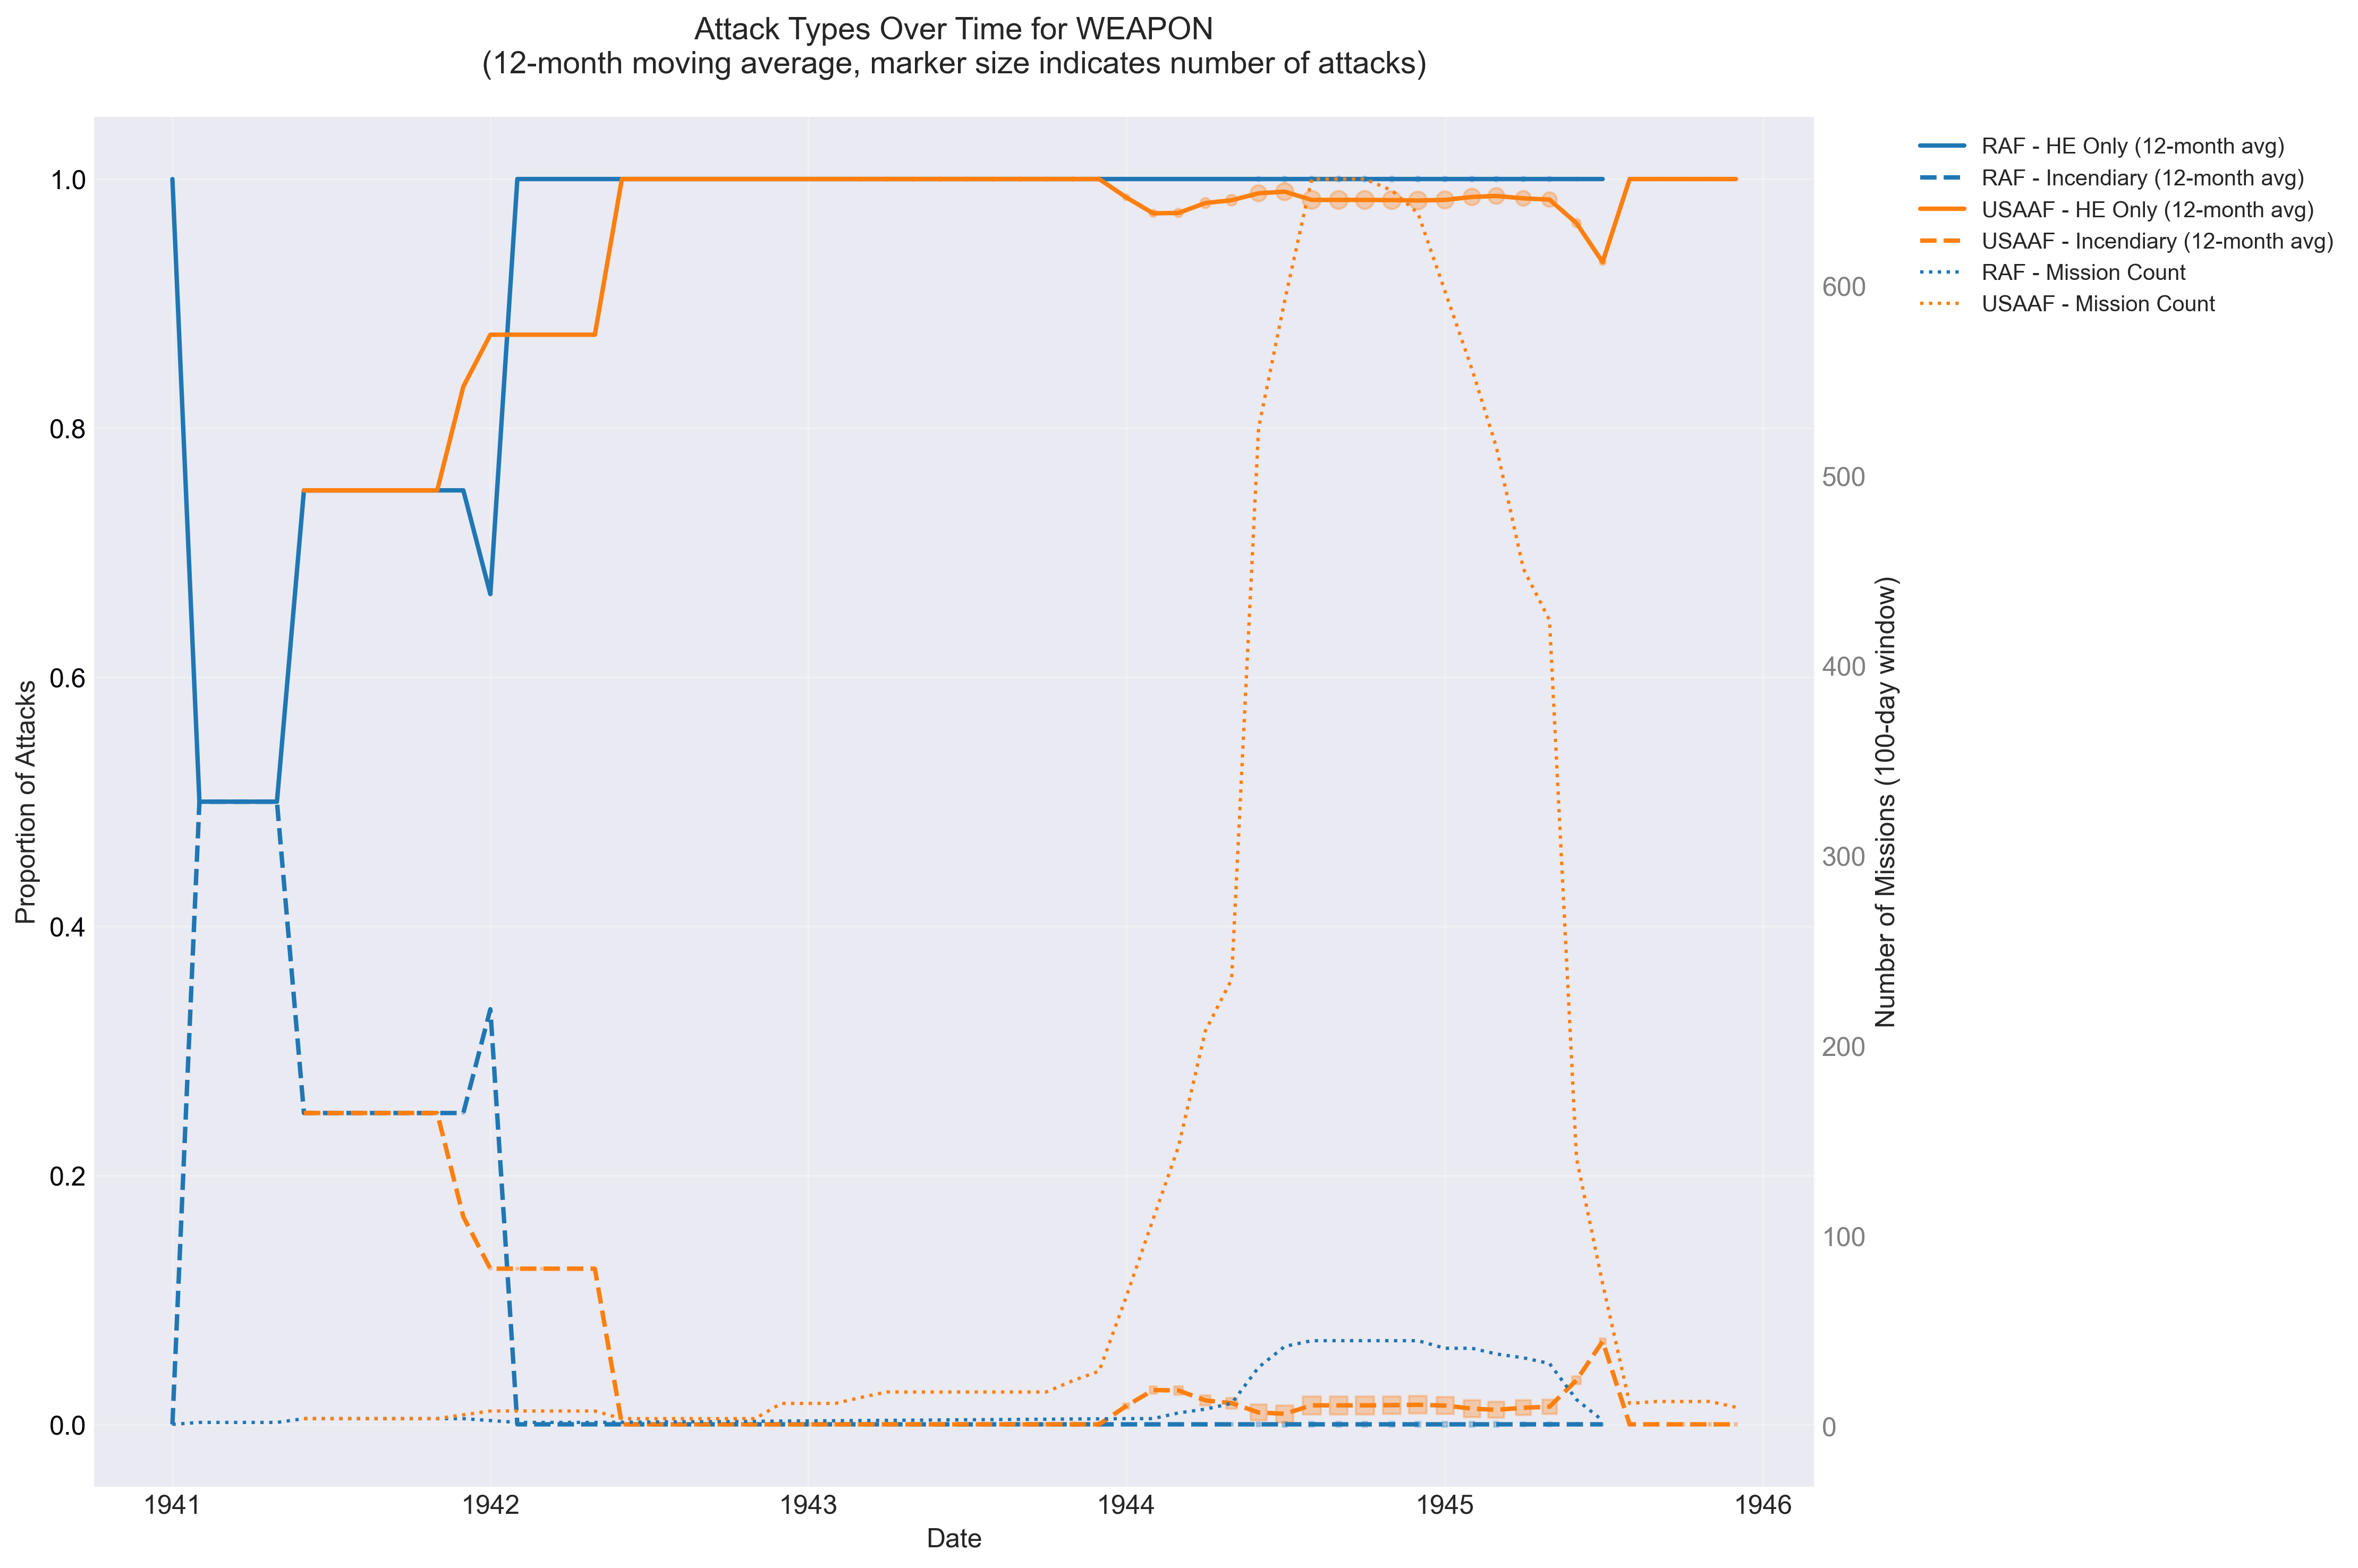 Attack Types Over Time for WEAPON
(12-month moving average, marker size indicates number of attacks)
RAF - HE Only (12-month avg)
RAF - Incendiary (12-month avg)
USAAF - HE Only (12-month avg)
USAAF - Incendiary (12-month avg)
RAF - Mission Count
USAAF - Mission Count
Proportion of Attacks
1.0
0.8
0.6
0.4
0.2
0.0
Number of Missions (100-day window)
600
500
400
300
200
100
0
1941
1942
1943
1944
1945
1946
Date